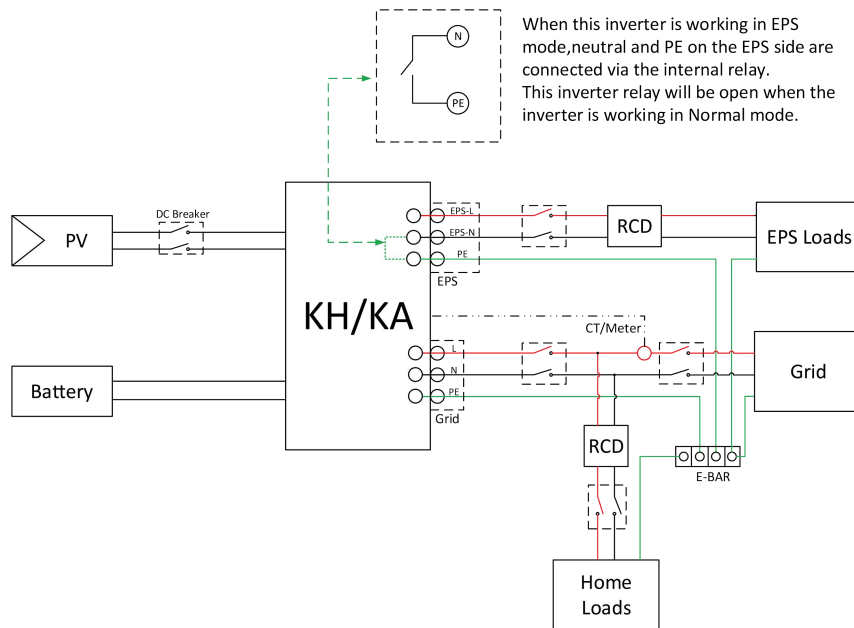 N
PE
When this inverter is working in EPS
mode,neutral and PE on the EPS side are
connected via the internal relay.
This inverter relay will be open when the
inverter is working in Normal mode.
PV
DC Breaker
KH/KA
EPS-L
EPS-N
PE
EPS
RCD
EPS Loads
CT/Meter
L
N
PE
Grid
Grid
Battery
RCD
E-BAR
Home
Loads